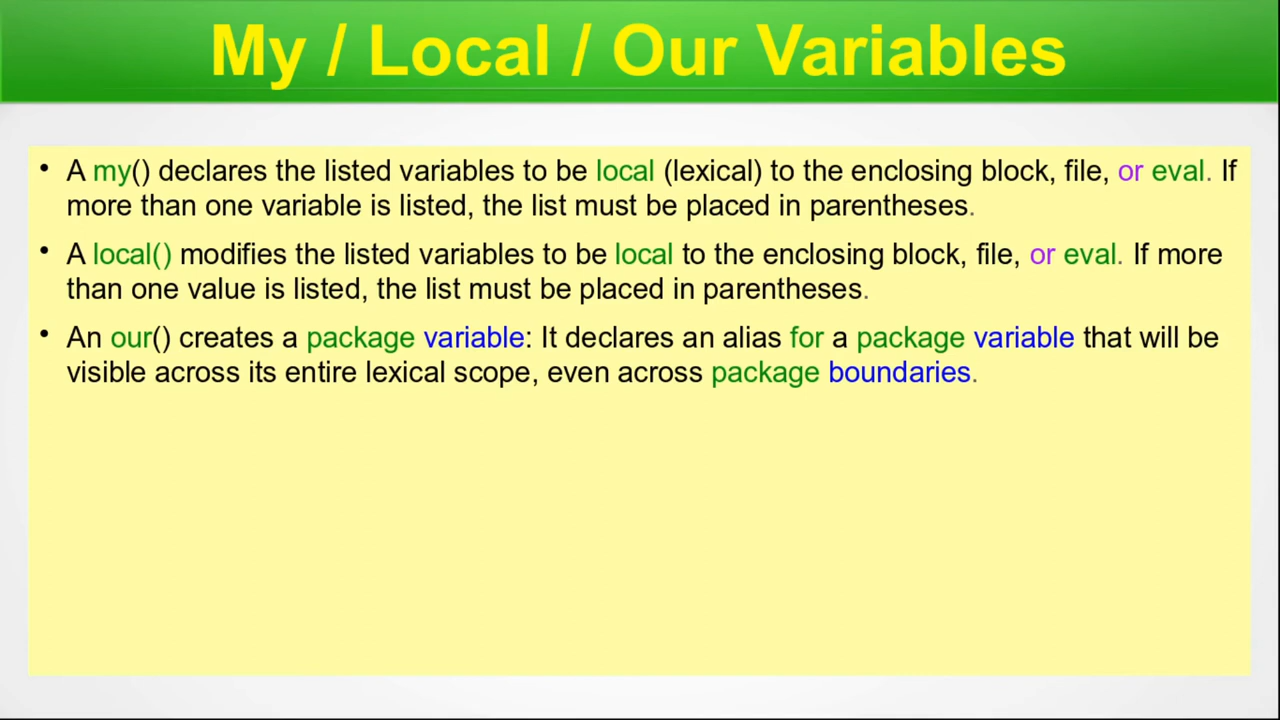 My / Local / Our Variables
• A my() declares the listed variables to be local (lexical) to the enclosing block, file, or eval. If
more than one variable is listed, the list must be placed in parentheses.
• A local() modifies the listed variables to be local to the enclosing block, file, or eval. If more
than one value is listed, the list must be placed in parentheses.
• An our() creates a package variable: It declares an alias for a package variable that will be
visible across its entire lexical scope, even across package boundaries.